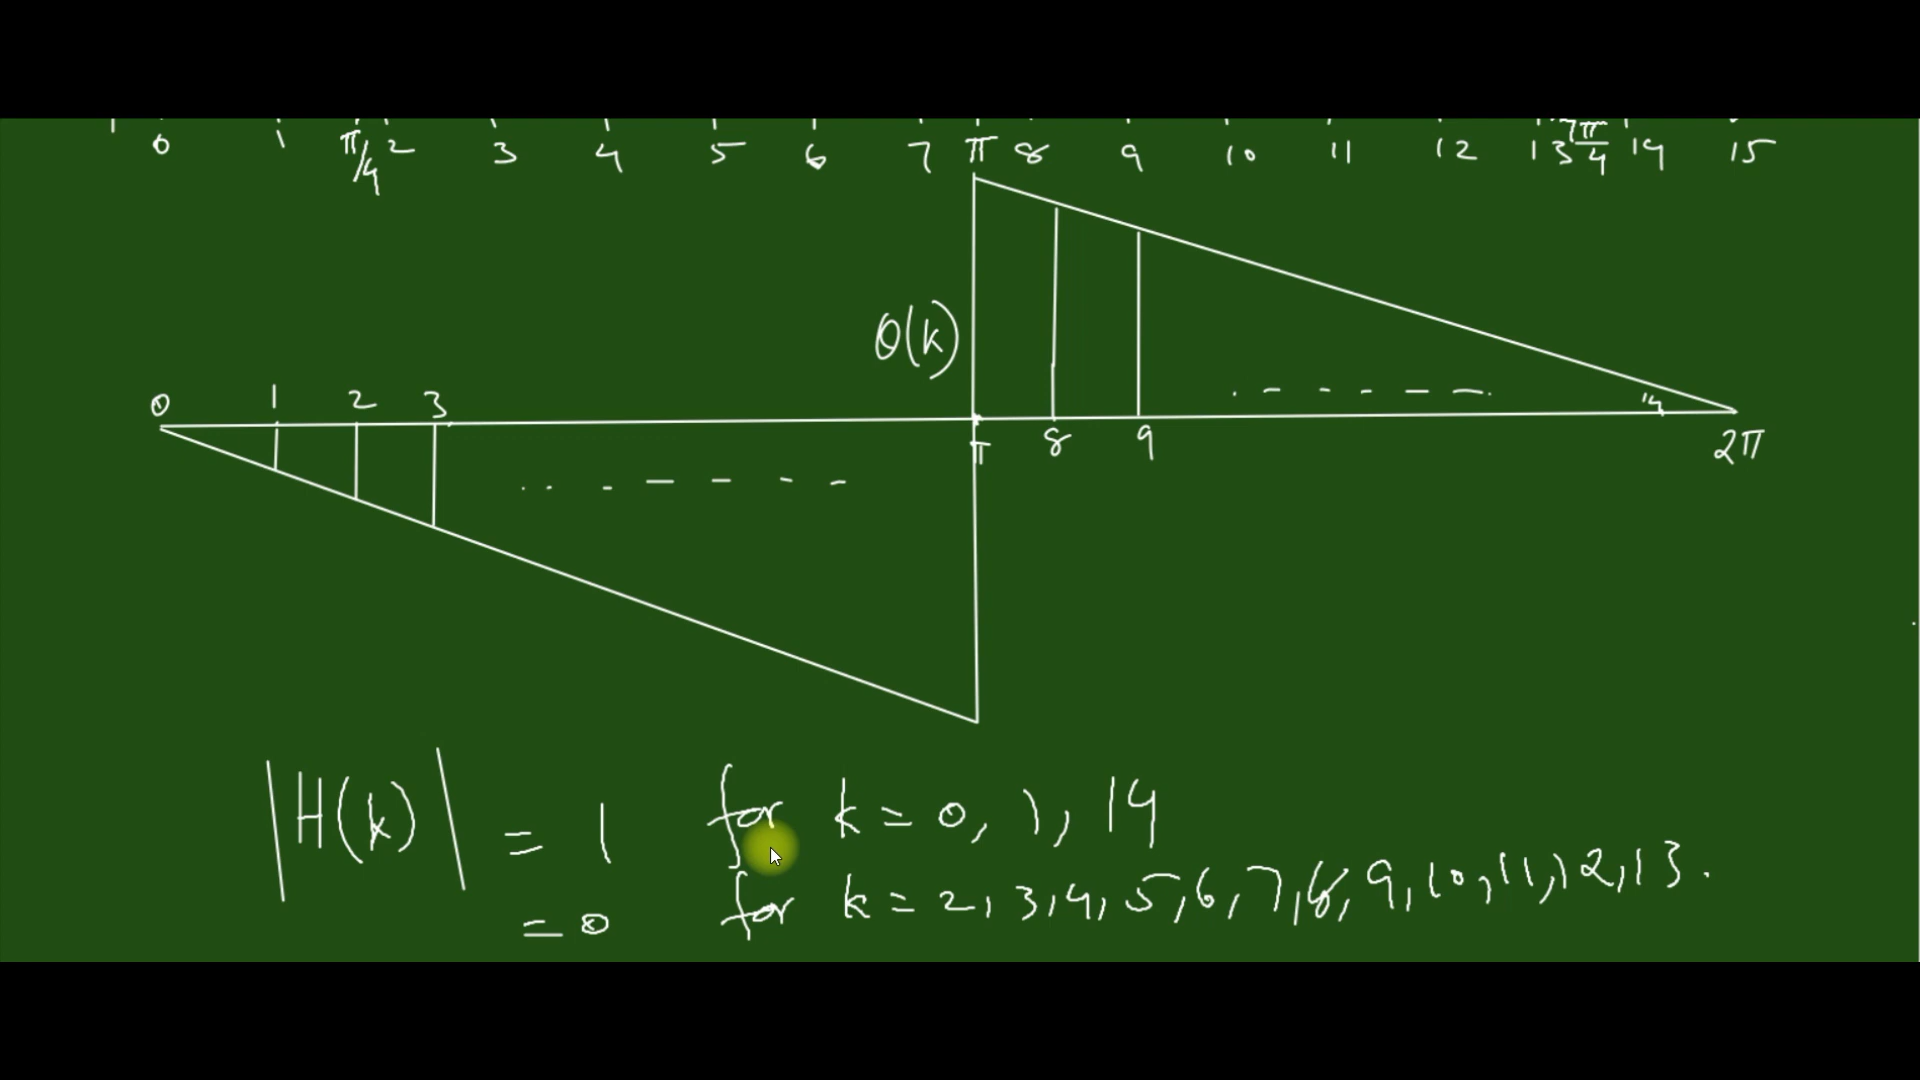 0 1 π/4 2 3 4 5 6 7 π 8 9 10 11 12 13 7π/4 14 15
θ(k)
0 1 2 3 14
π 8 9 2π
|H(k)| = 1 for k = 0, 1, 14
= 0 for k = 2, 3, 4, 5, 6, 7, 8, 9, 10, 11, 12, 13.